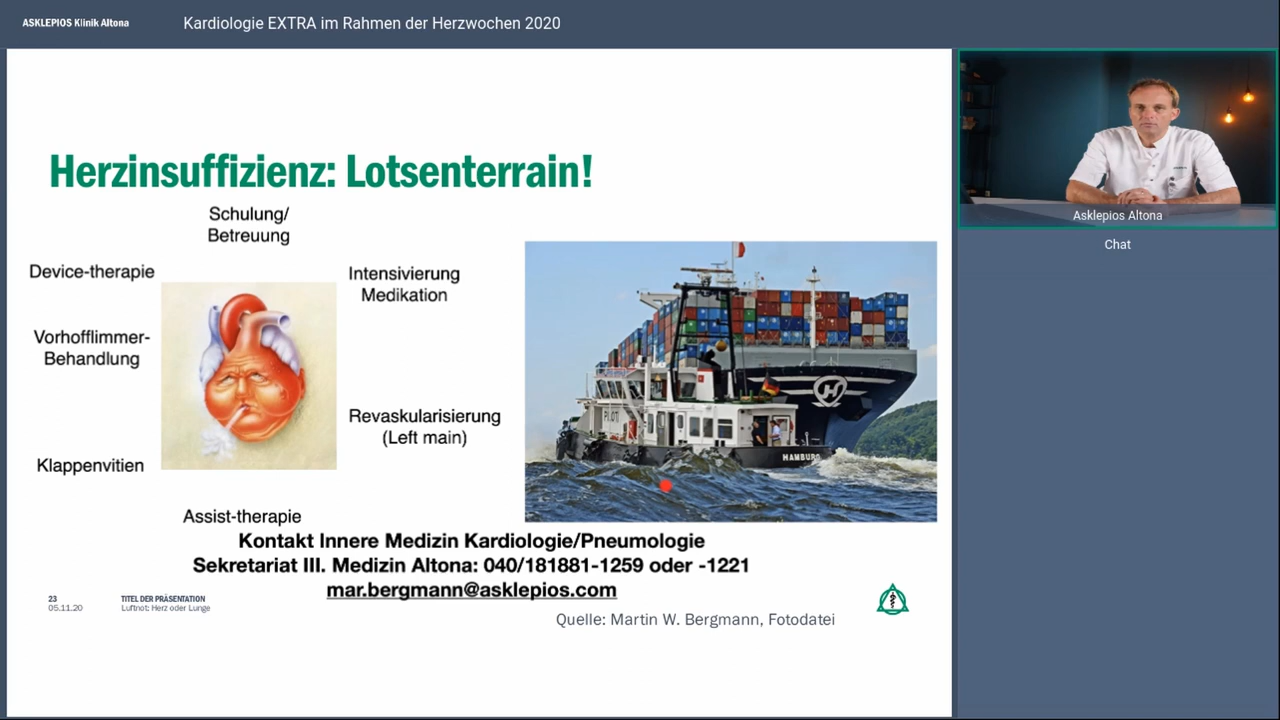 ASKLEPIOS Klinik Altona
Kardiologie EXTRA im Rahmen der Herzwochen 2020
Herzinsuffizienz: Lotsenterrain!
Schulung/
Betreuung
Device-therapie
Intensivierung
Medikation
Vorhofflimmer-
Behandlung
Revaskularisierung
(Left main)
Klappenvitien
Assist-therapie
PILOT
HAMBURG
Kontakt Innere Medizin Kardiologie/Pneumologie
Sekretariat III. Medizin Altona: 040/181881-1259 oder -1221
mar.bergmann@asklepios.com
23
05.11.20
TITEL DER PRÄSENTATION
Luftnot: Herz oder Lunge
Quelle: Martin W. Bergmann, Fotodatei
Asklepios Altona
Chat